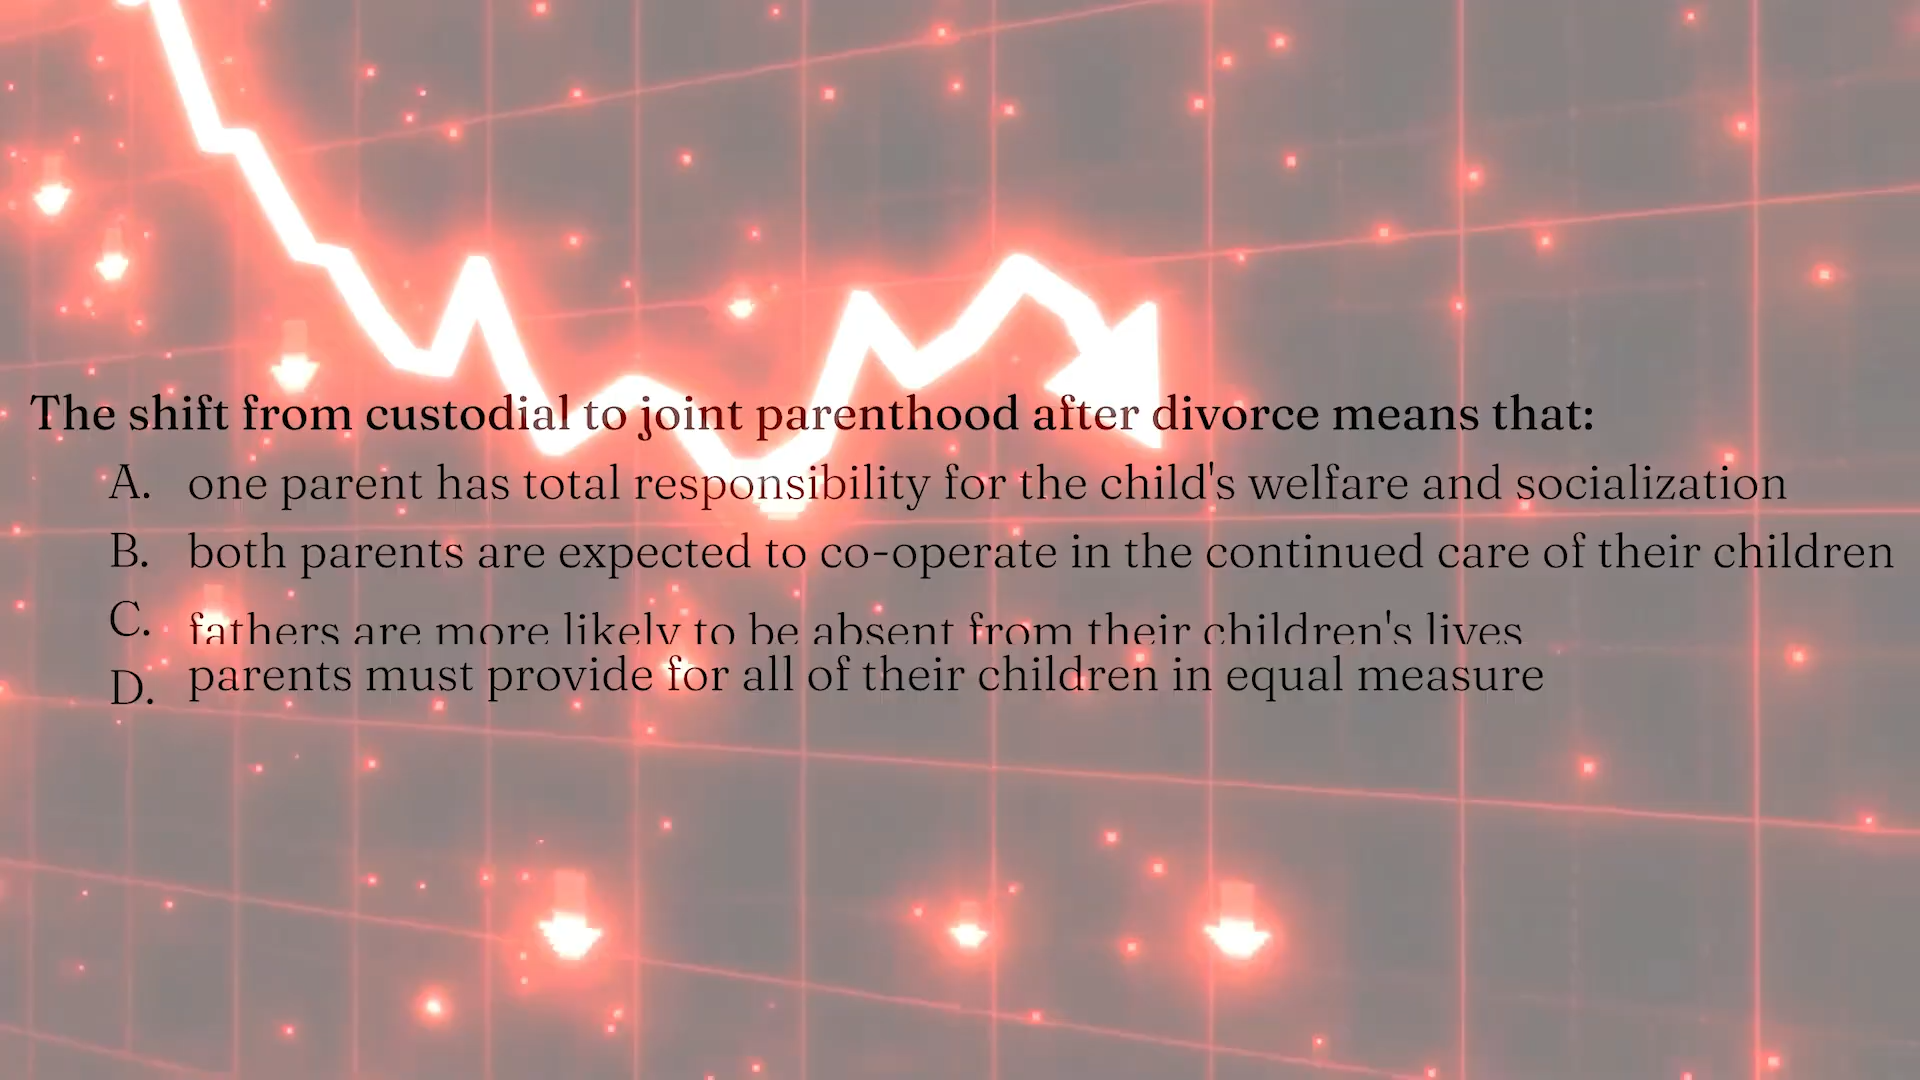 The shift from custodial to joint parenthood after divorce means that:
A. one parent has total responsibility for the child's welfare and socialization
B. both parents are expected to co-operate in the continued care of their children
C. fathers are more likely to be absent from their children's lives
D. parents must provide for all of their children in equal measure